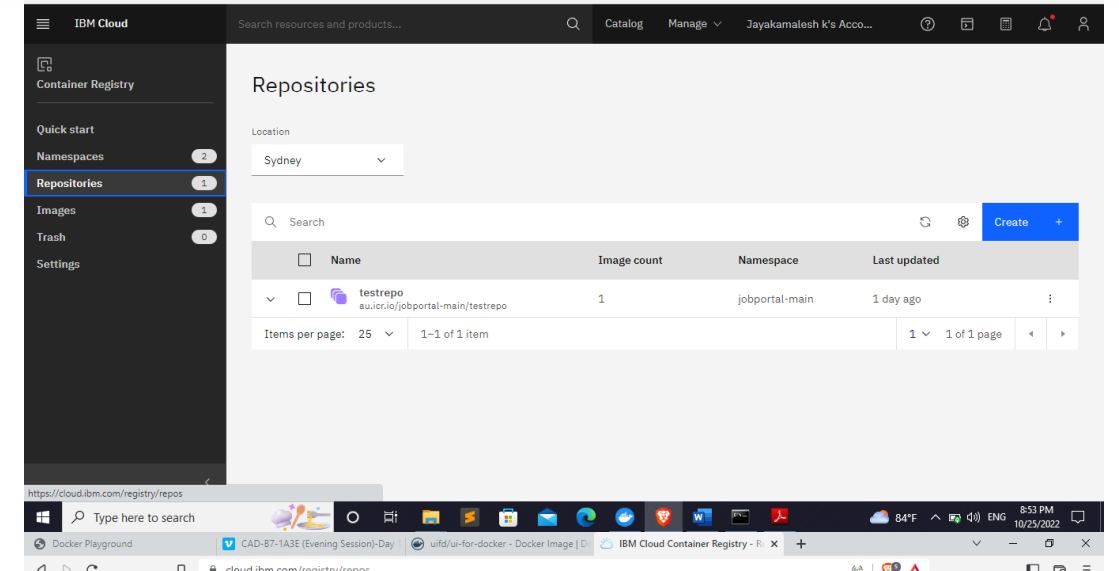 IBM Cloud
Search resources and products...
Catalog
Manage
Jayakamalesh k's Acco...
Container Registry
Quick start
Namespaces 2
Repositories 1
Images 1
Trash 0
Settings
Repositories
Location
Sydney
Search
Create +
Name Image count Namespace Last updated
testrepo
au.icr.io/jobportal-main/testrepo
1 jobportal-main 1 day ago
Items per page: 25 1–1 of 1 item 1 1 of 1 page
https://cloud.ibm.com/registry/repos
Type here to search
84°F
ENG
8:53 PM
10/25/2022
Docker Playground
CAD-B7-1A3E (Evening Session)-Day
uifd/ui-for-docker - Docker Image | D
IBM Cloud Container Registry - R
cloud.ibm.com/registry/repos